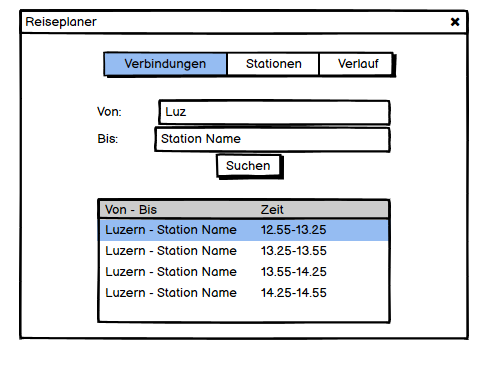 Reiseplaner
Verbindungen Stationen Verlauf
Von: Luz
Bis: Station Name
Suchen
Von - Bis Zeit
Luzern - Station Name 12.55-13.25
Luzern - Station Name 13.25-13.55
Luzern - Station Name 13.55-14.25
Luzern - Station Name 14.25-14.55